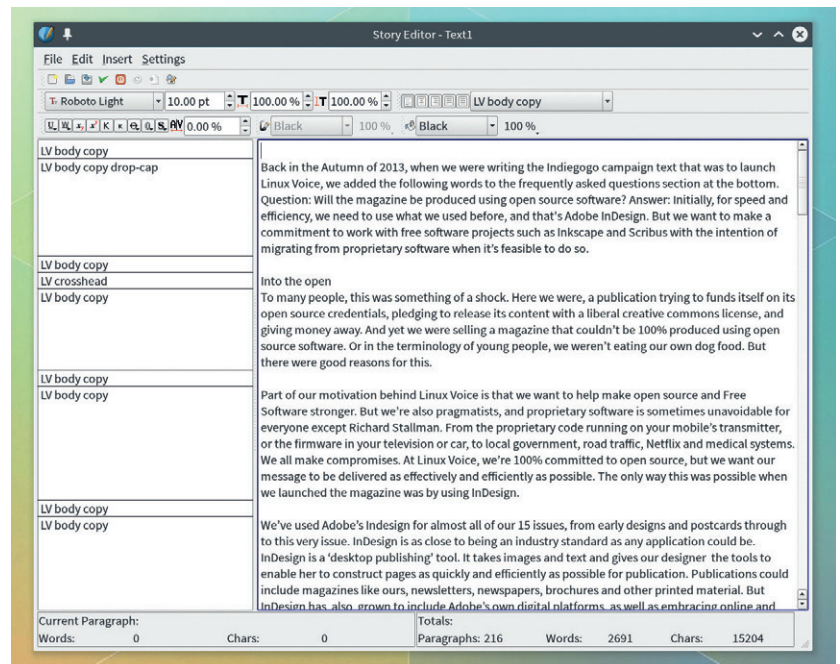 Story Editor - Text1
File Edit Insert Settings
Roboto Light 10.00 pt 100.00 % 100.00 % LV body copy
0.00 % Black 100 % Black 100 %
LV body copy
LV body copy drop-cap
Back in the Autumn of 2013, when we were writing the Indiegogo campaign text that was to launch
Linux Voice, we added the following words to the frequently asked questions section at the bottom.
Question: Will the magazine be produced using open source software? Answer: Initially, for speed and
efficiency, we need to use what we used before, and that's Adobe InDesign. But we want to make a
commitment to work with free software projects such as Inkscape and Scribus with the intention of
migrating from proprietary software when it's feasible to do so.
LV body copy
LV crosshead
Into the open
LV body copy
To many people, this was something of a shock. Here we were, a publication trying to funds itself on its
open source credentials, pledging to release its content with a liberal creative commons license, and
giving money away. And yet we were selling a magazine that couldn't be 100% produced using open
source software. Or in the terminology of young people, we weren't eating our own dog food. But
there were good reasons for this.
LV body copy
LV body copy
Part of our motivation behind Linux Voice is that we want to help make open source and Free
Software stronger. But we're also pragmatists, and proprietary software is sometimes unavoidable for
everyone except Richard Stallman. From the proprietary code running on your mobile's transmitter,
or the firmware in your television or car, to local government, road traffic, Netflix and medical systems.
We all make compromises. At Linux Voice, we're 100% committed to open source, but we want our
message to be delivered as effectively and efficiently as possible. The only way this was possible when
we launched the magazine was by using InDesign.
LV body copy
LV body copy
We've used Adobe's Indesign for almost all of our 15 issues, from early designs and postcards through
to this very issue. InDesign is as close to being an industry standard as any application could be.
InDesign is a 'desktop publishing' tool. It takes images and text and gives our designer the tools to
enable her to construct pages as quickly and efficiently as possible for publication. Publications could
include magazines like ours, newsletters, newspapers, brochures and other printed material. But
InDesign has also grown to include Adobe's own digital platforms, as well as embracing online and
Current Paragraph: Totals:
Words: 0 Chars: 0 Paragraphs: 216 Words: 2691 Chars: 15204